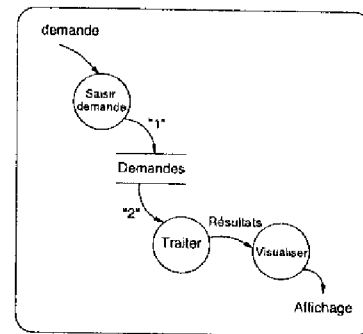 demande
Saisir
demande
"1"
Demandes
"2"
Traiter
Résultats
Visualiser
Affichage